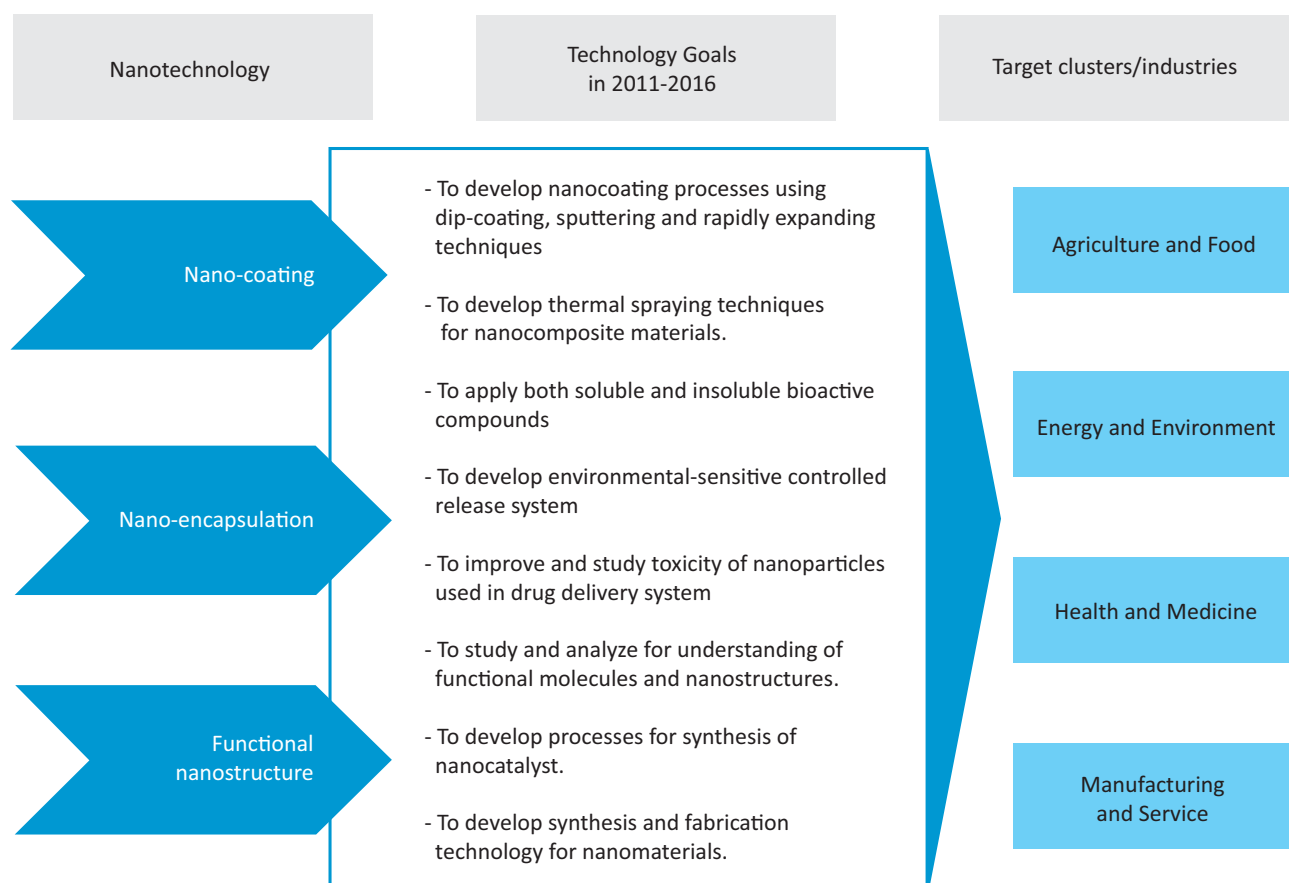 Nanotechnology
Technology Goals
in 2011-2016
Target clusters/industries
Nano-coating
Nano-encapsulation
Functional
nanostructure
- To develop nanocoating processes using
dip-coating, sputtering and rapidly expanding
techniques
- To develop thermal spraying techniques
for nanocomposite materials.
- To apply both soluble and insoluble bioactive
compounds
- To develop environmental-sensitive controlled
release system
- To improve and study toxicity of nanoparticles
used in drug delivery system
- To study and analyze for understanding of
functional molecules and nanostructures.
- To develop processes for synthesis of
nanocatalyst.
- To develop synthesis and fabrication
technology for nanomaterials.
Agriculture and Food
Energy and Environment
Health and Medicine
Manufacturing
and Service